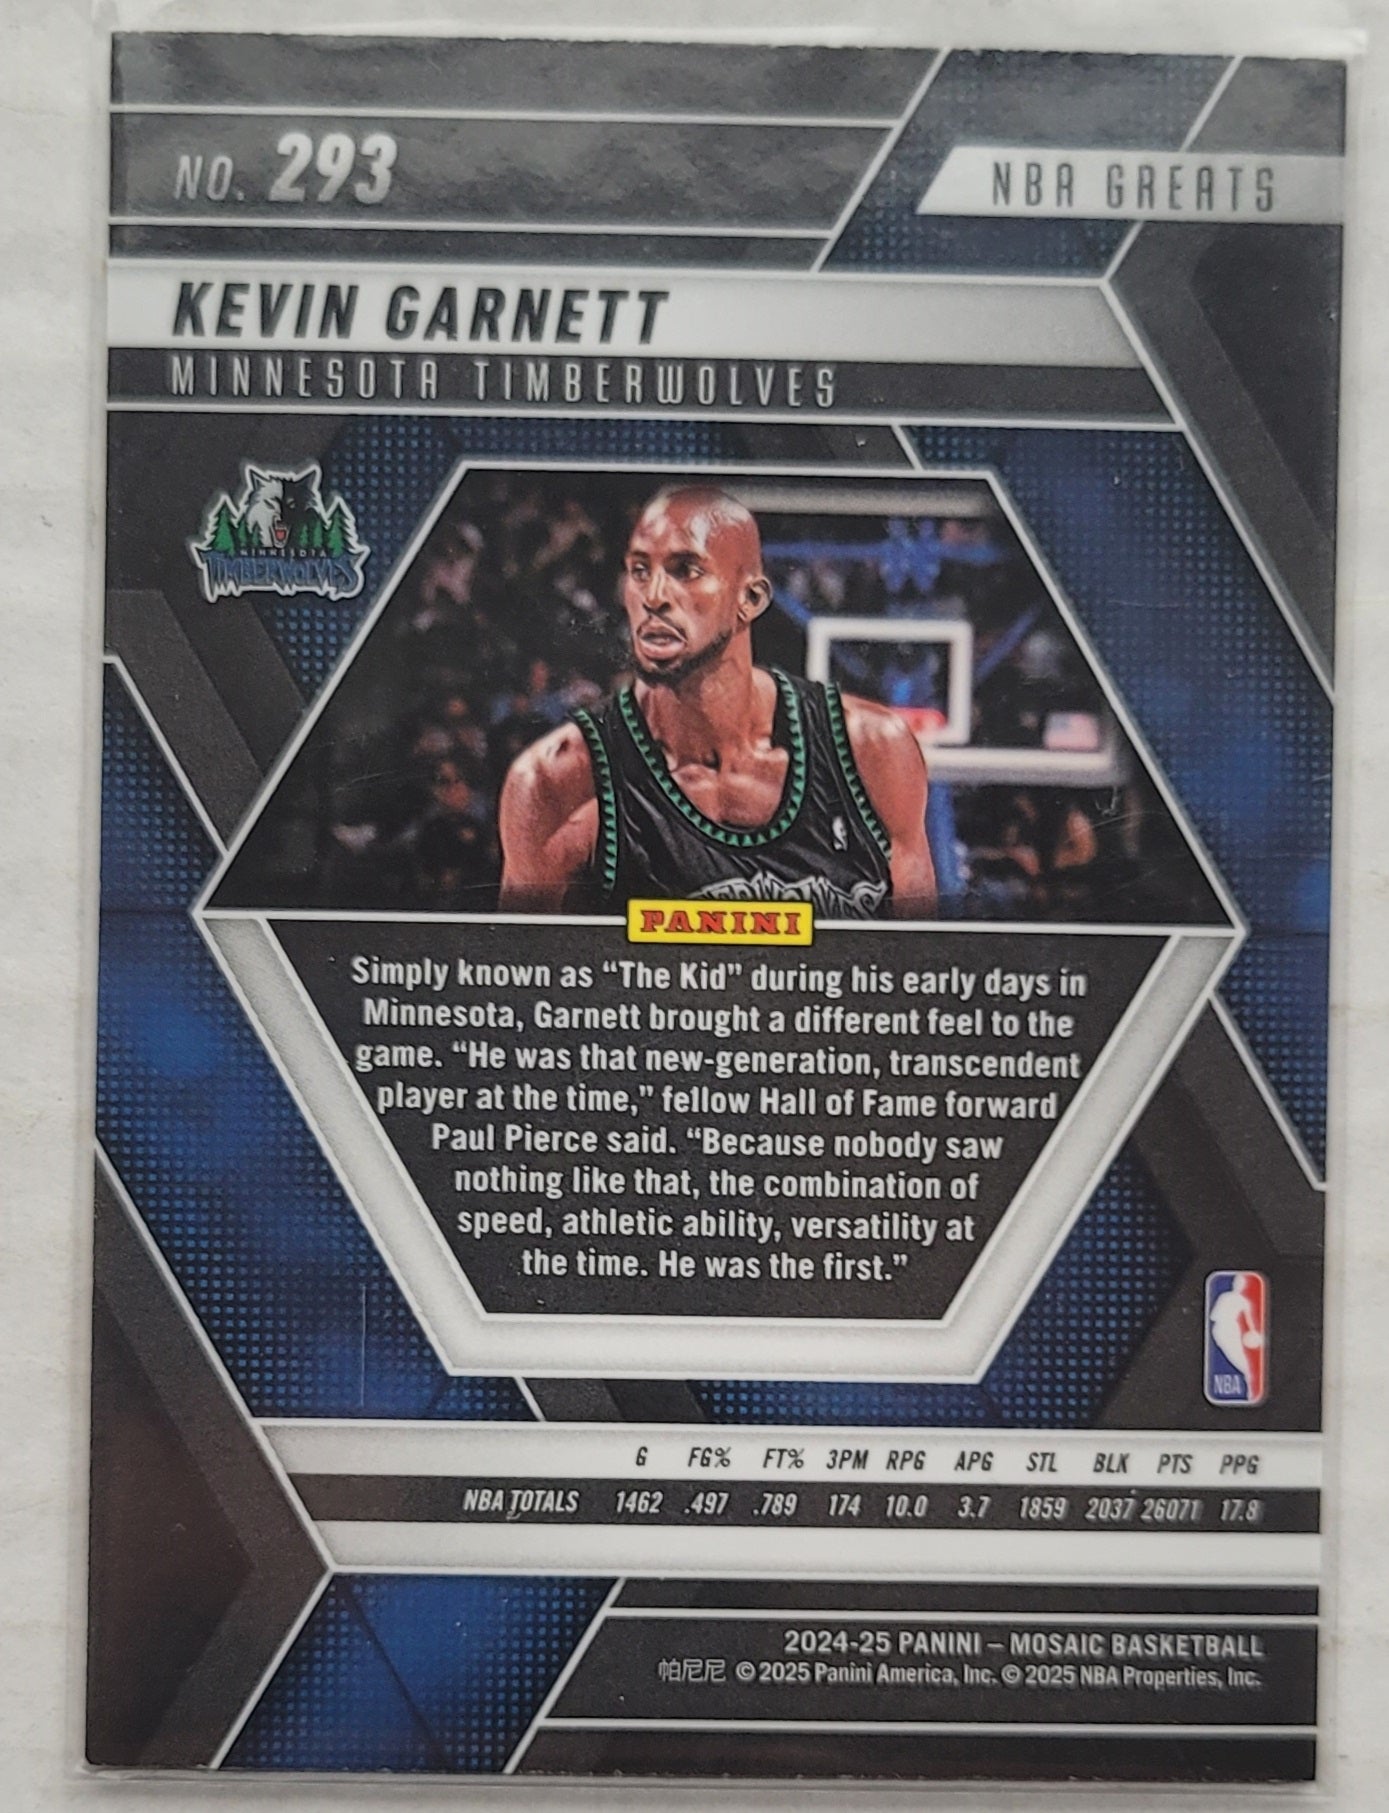 NO. 293
NBA GREATS
KEVIN GARNETT
MINNESOTA TIMBERWOLVES
MINNESOTA
TIMBERWOLVES
PANINI
Simply known as “The Kid” during his early days in
Minnesota, Garnett brought a different feel to the
game. “He was that new-generation, transcendent
player at the time,” fellow Hall of Fame forward
Paul Pierce said. “Because nobody saw
nothing like that, the combination of
speed, athletic ability, versatility at
the time. He was the first.”
NBA
G FG% FT% 3PM RPG APG STL BLK PTS PPG
NBA TOTALS 1462 .497 .789 174 10.0 3.7 1859 2037 26071 17.8
2024-25 PANINI – MOSAIC BASKETBALL
帕尼尼 © 2025 Panini America, Inc. © 2025 NBA Properties, Inc.